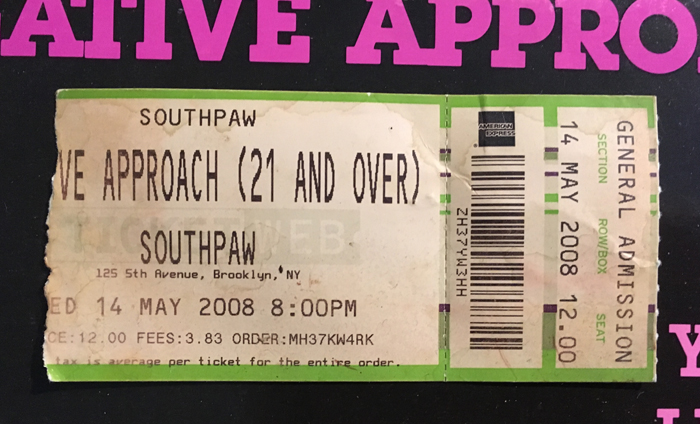 ATIVE APPRO
SOUTHPAW
VE APPROACH (21 AND OVER)
TICKETWEB
SOUTHPAW
125 5th Avenue, Brooklyn, NY
ED 14 MAY 2008 8:00PM
CE:12.00 FEES:3.83 ORDER:MH37KW4RK
tax is average per ticket for the entire order.
AMERICAN
EXPRESS
ZH37YW3HH
14 MAY 2008 12.00
SECTION ROW/BOX SEAT
GENERAL ADMISSION
Y